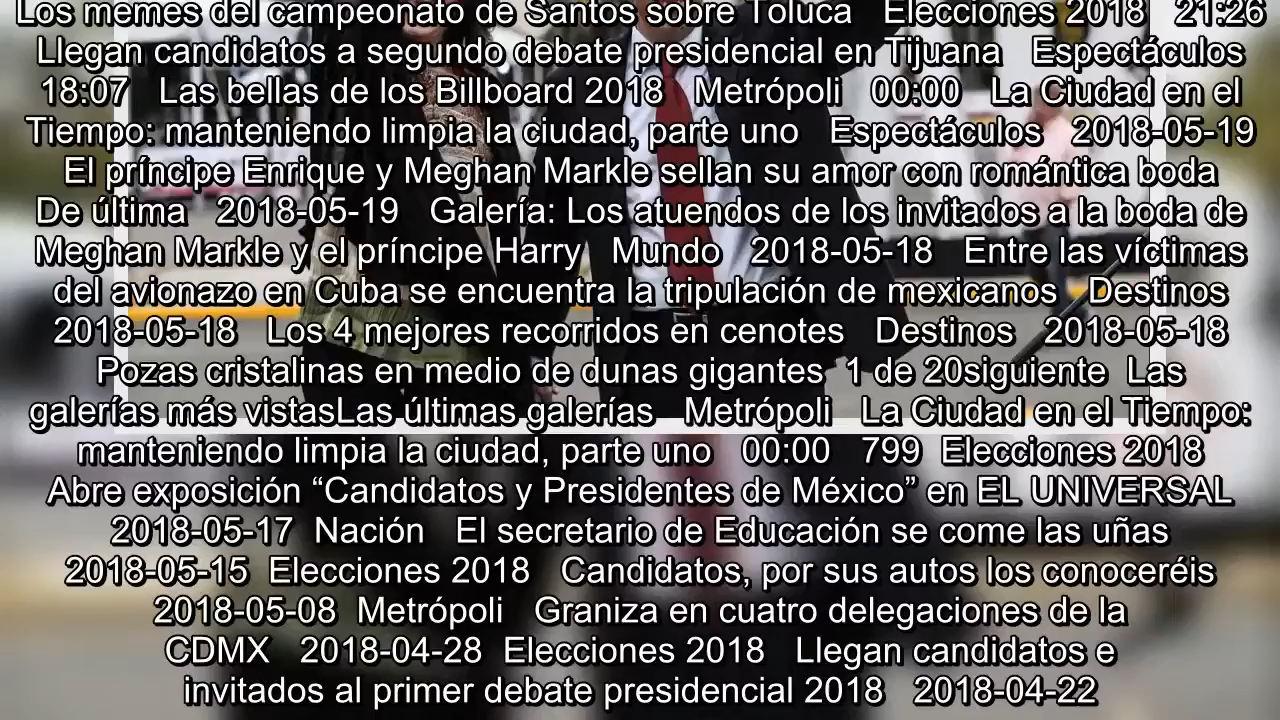 Los memes del campeonato de Santos sobre Toluca Elecciones 2018 21:26
Llegan candidatos a segundo debate presidencial en Tijuana Espectáculos
18:07 Las bellas de los Billboard 2018 Metrópoli 00:00 La Ciudad en el
Tiempo: manteniendo limpia la ciudad, parte uno Espectáculos 2018-05-19
El príncipe Enrique y Meghan Markle sellan su amor con romántica boda
De última 2018-05-19 Galería: Los atuendos de los invitados a la boda de
Meghan Markle y el príncipe Harry Mundo 2018-05-18 Entre las víctimas
del avionazo en Cuba se encuentra la tripulación de mexicanos Destinos
2018-05-18 Los 4 mejores recorridos en cenotes Destinos 2018-05-18
Pozas cristalinas en medio de dunas gigantes 1 de 20siguiente Las
galerías más vistasLas últimas galerías Metrópoli La Ciudad en el Tiempo:
manteniendo limpia la ciudad, parte uno 00:00 799 Elecciones 2018
Abre exposición “Candidatos y Presidentes de México” en EL UNIVERSAL
2018-05-17 Nación El secretario de Educación se come las uñas
2018-05-15 Elecciones 2018 Candidatos, por sus autos los conoceréis
2018-05-08 Metrópoli Graniza en cuatro delegaciones de la
CDMX 2018-04-28 Elecciones 2018 Llegan candidatos e
invitados al primer debate presidencial 2018 2018-04-22